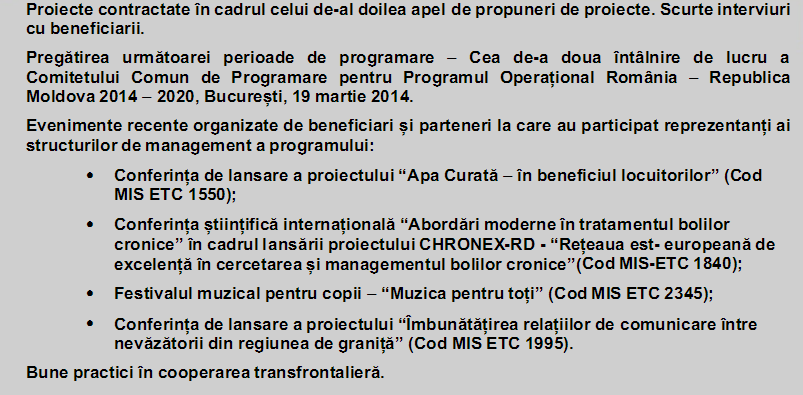 Proiecte contractate în cadrul celui de-al doilea apel de propuneri de proiecte. Scurte interviuri
cu beneficiarii.
Pregătirea următoarei perioade de programare – Cea de-a doua întâlnire de lucru a
Comitetului Comun de Programare pentru Programul Operațional România – Republica
Moldova 2014 – 2020, București, 19 martie 2014.
Evenimente recente organizate de beneficiari și parteneri la care au participat reprezentanți ai
structurilor de management a programului:
• Conferința de lansare a proiectului “Apa Curată – în beneficiul locuitorilor” (Cod
MIS ETC 1550);
• Conferința științifică internațională “Abordări moderne în tratamentul bolilor
cronice” în cadrul lansării proiectului CHRONEX-RD - “Rețeaua est- europeană de
excelență în cercetarea și managementul bolilor cronice”(Cod MIS-ETC 1840);
• Festivalul muzical pentru copii – “Muzica pentru toți” (Cod MIS ETC 2345);
• Conferința de lansare a proiectului “Îmbunătățirea relațiilor de comunicare între
nevăzătorii din regiunea de graniță” (Cod MIS ETC 1995).
Bune practici în cooperarea transfrontalieră.